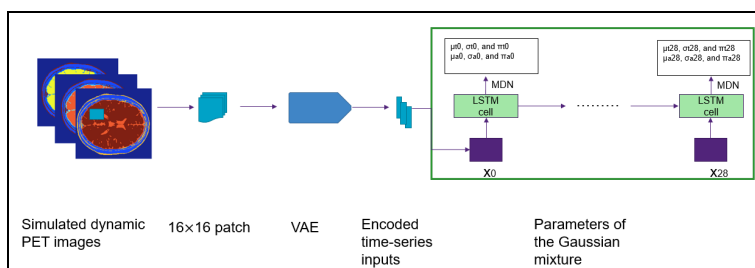 μt0, σt0, and πt0
μa0, σa0, and πa0
μt28, σt28, and πt28
μa28, σa28, and πa28
MDN
MDN
LSTM
cell
.........
LSTM
cell
X0
X28
Simulated dynamic
PET images
16×16 patch
VAE
Encoded
time-series
inputs
Parameters of
the Gaussian
mixture